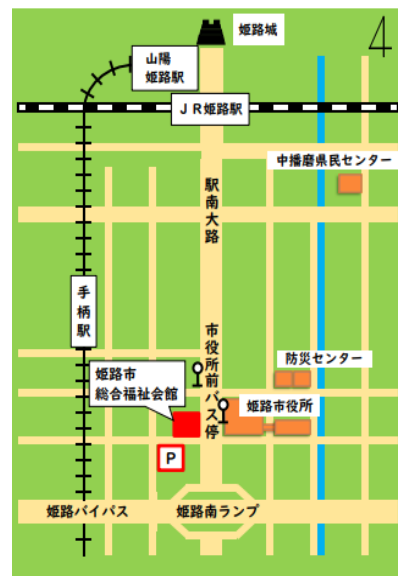 姫路城
山陽
姫路駅
JR姫路駅
中播磨県民センター
駅南大路
手柄駅
市役所前バス停
防災センター
姫路市
総合福祉会館
姫路市役所
P
姫路バイパス
姫路南ランプ